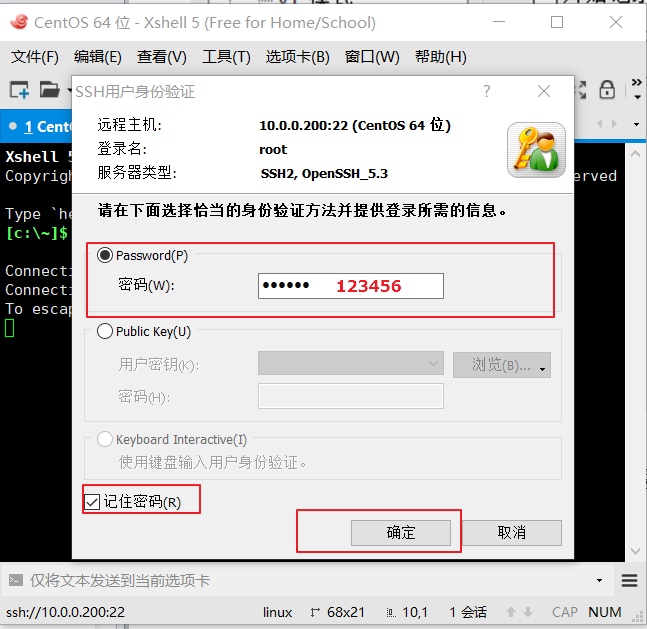 CentOS 64 位 - Xshell 5 (Free for Home/School)
文件(F) 编辑(E) 查看(V) 工具(T) 选项卡(B) 窗口(W) 帮助(H)
SSH用户身份验证
远程主机: 10.0.0.200:22 (CentOS 64 位)
登录名: root
服务器类型: SSH2, OpenSSH_5.3
1 Cent
Xshell 5
Copyrigh
erved
请在下面选择恰当的身份验证方法并提供登录所需的信息。
Type `he
[c:\~]$
Password(P)
密码(W): •••••• 123456
Connecti
Connecti
To escap
Public Key(U)
用户密钥(K): 浏览(B)...
密码(H):
Keyboard Interactive(I)
使用键盘输入用户身份验证。
记住密码(R)
确定 取消
仅将文本发送到当前选项卡
ssh://10.0.0.200:22 linux 68x21 10,1 1 会话 CAP NUM